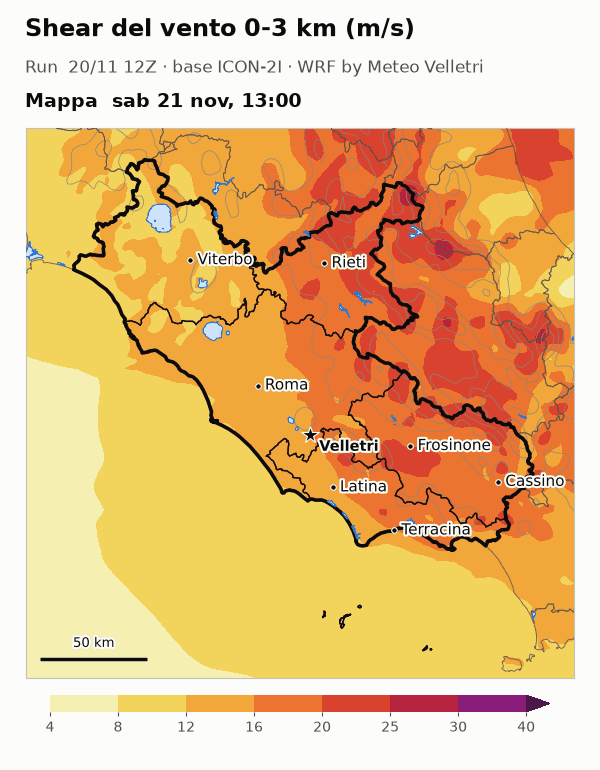 Shear del vento 0-3 km (m/s)
Run  20/11 12Z · base ICON-2I · WRF by Meteo Velletri
Mappa  sab 21 nov, 13:00
Viterbo
Rieti
Roma
Velletri
Frosinone
Cassino
Latina
Terracina
50 km
4 8 12 16 20 25 30 40